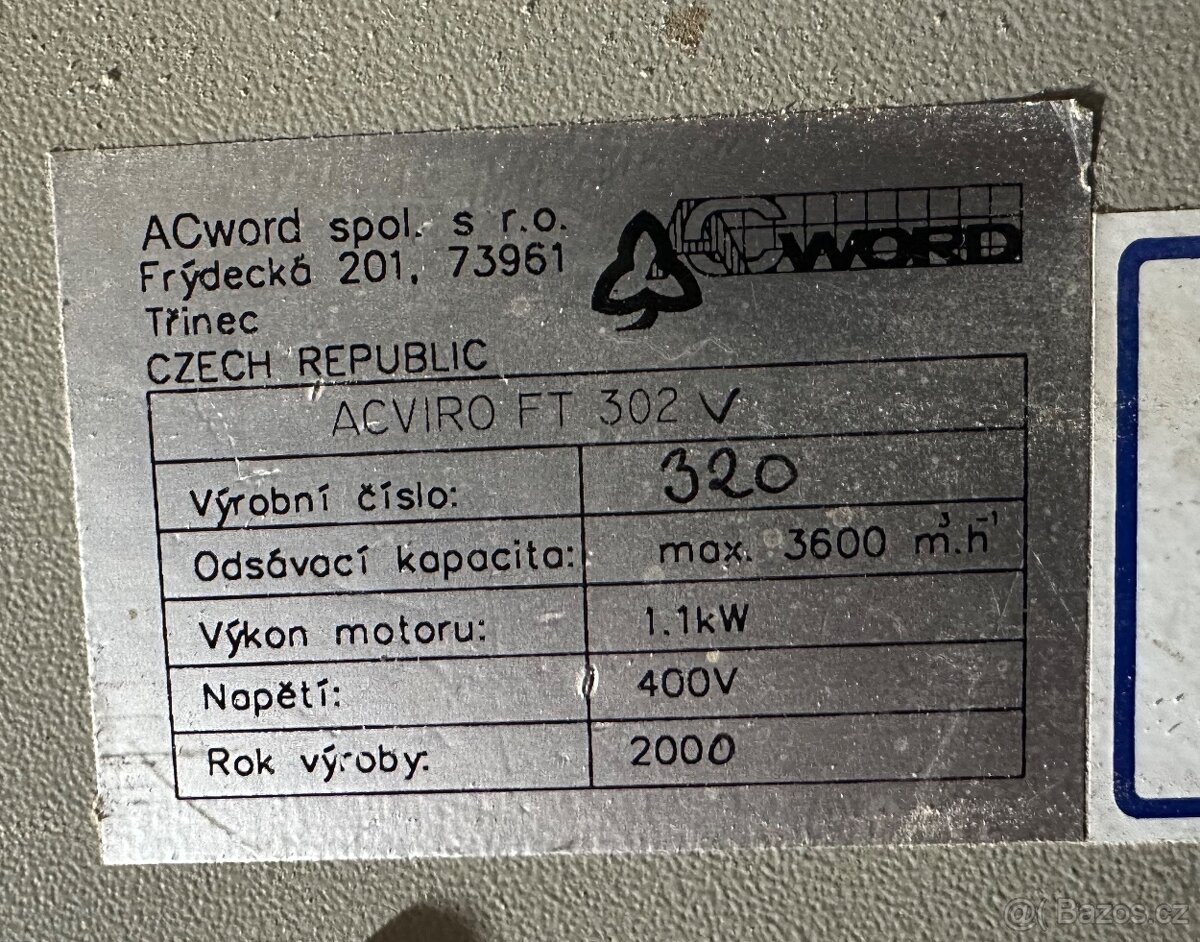 ACword spol. s r.o.
Frýdecká 201, 73961
Třinec
CZECH REPUBLIC
ACWORD
ACVIRO FT 302 V
Výrobní číslo: 320
Odsávací kapacita: max. 3600 m³.h⁻¹
Výkon motoru: 1.1kW
Napětí: 400V
Rok výroby: 2000
Bazos.cz